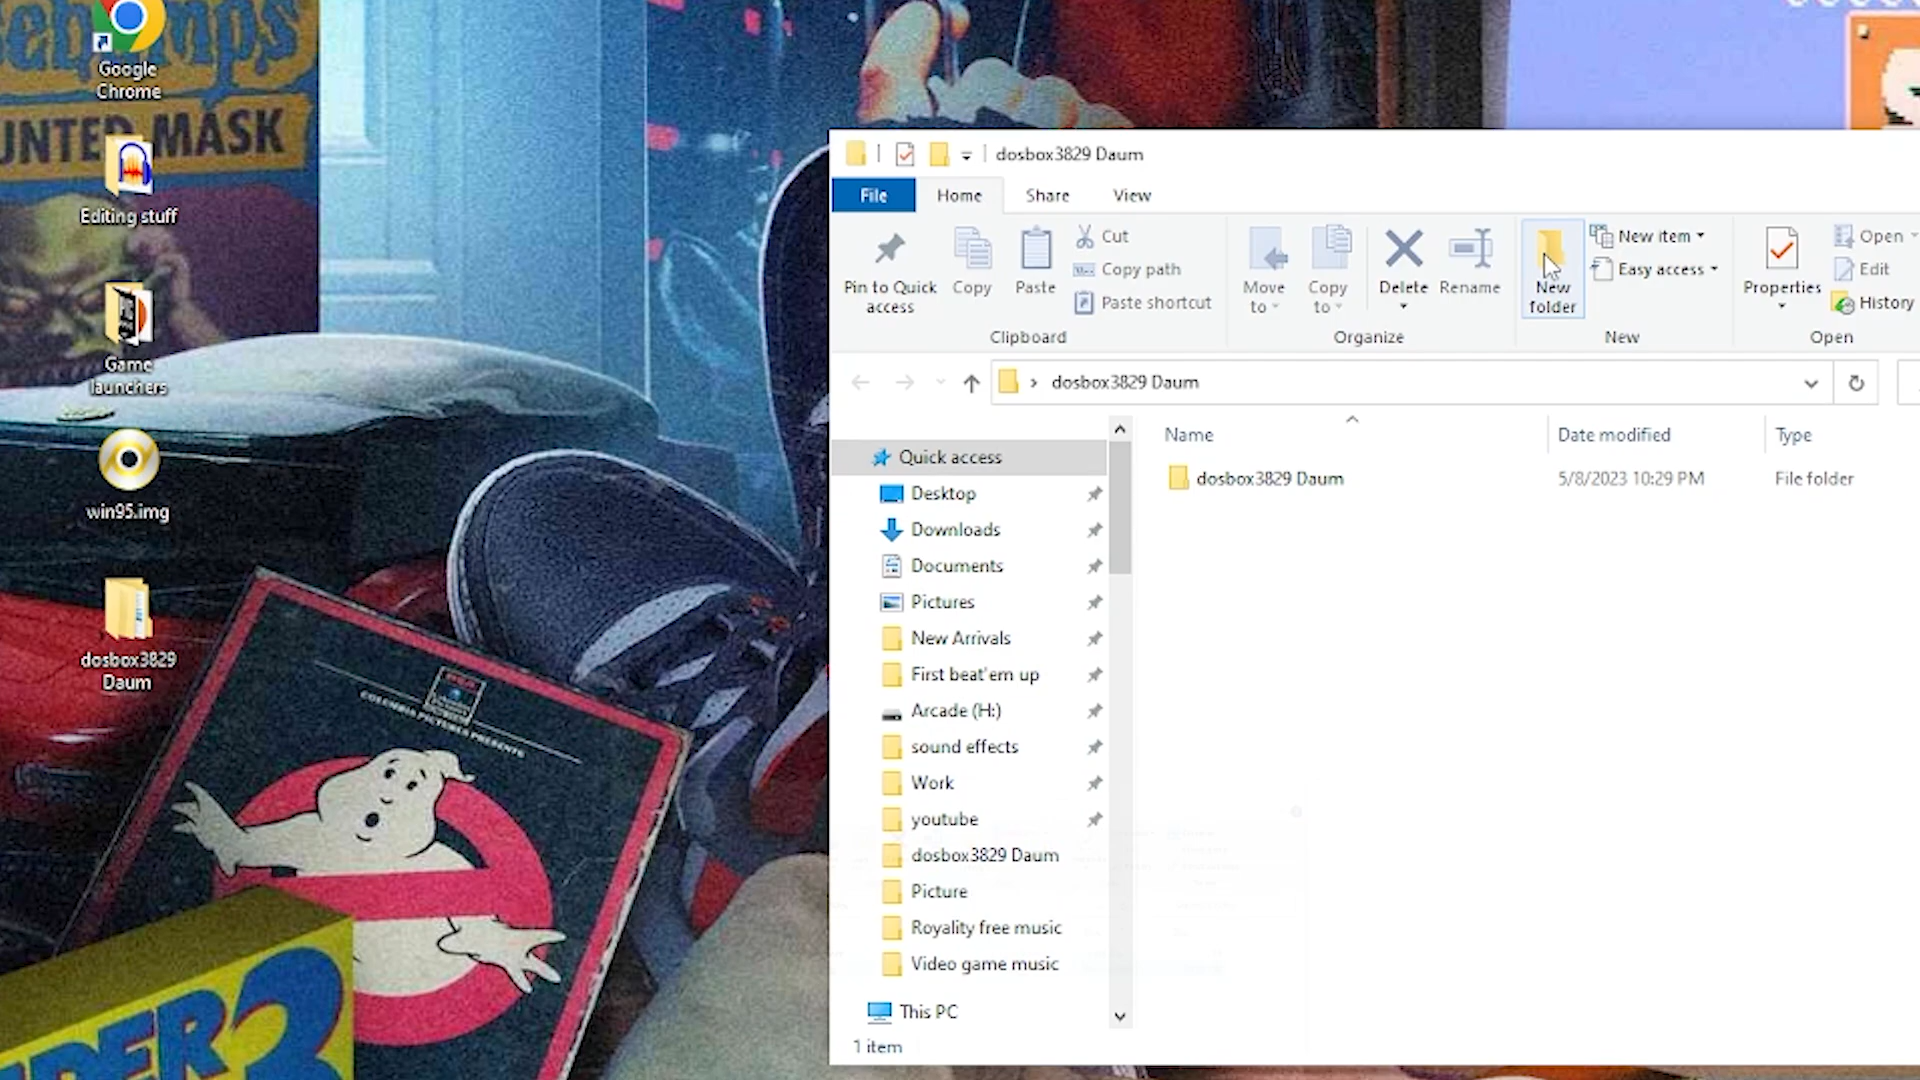 Google
Chrome
UNTED MASK
Editing stuff
Game
launchers
win95.img
dosbox3829
Daum
COLUMBIA PICTURES PRESENTS
dosbox3829 Daum
File
Home
Share
View
Pin to Quick
access
Copy
Paste
Cut
Copy path
Paste shortcut
Clipboard
Move
to
Copy
to
Delete
Rename
Organize
New
folder
New item
Easy access
New
Properties
Open
Edit
History
Open
dosbox3829 Daum
Name
Date modified
Type
dosbox3829 Daum
5/8/2023 10:29 PM
File folder
Quick access
Desktop
Downloads
Documents
Pictures
New Arrivals
First beat'em up
Arcade (H:)
sound effects
Work
youtube
dosbox3829 Daum
Picture
Royality free music
Video game music
This PC
1 item